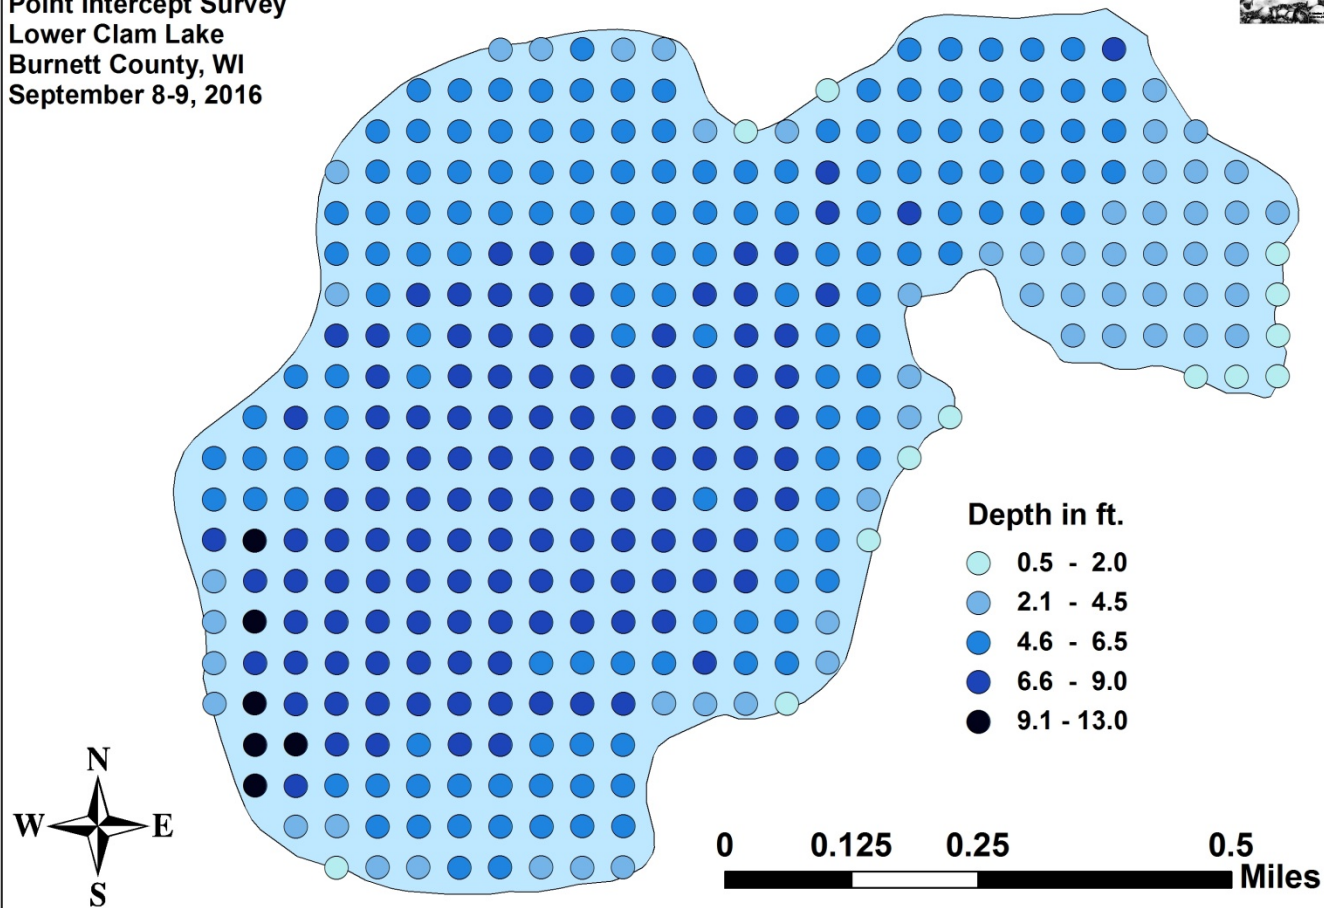 Point Intercept Survey
Lower Clam Lake
Burnett County, WI
September 8-9, 2016
Depth in ft.
0.5 - 2.0
2.1 - 4.5
4.6 - 6.5
6.6 - 9.0
9.1 - 13.0
N
W E
S
0 0.125 0.25 0.5
Miles